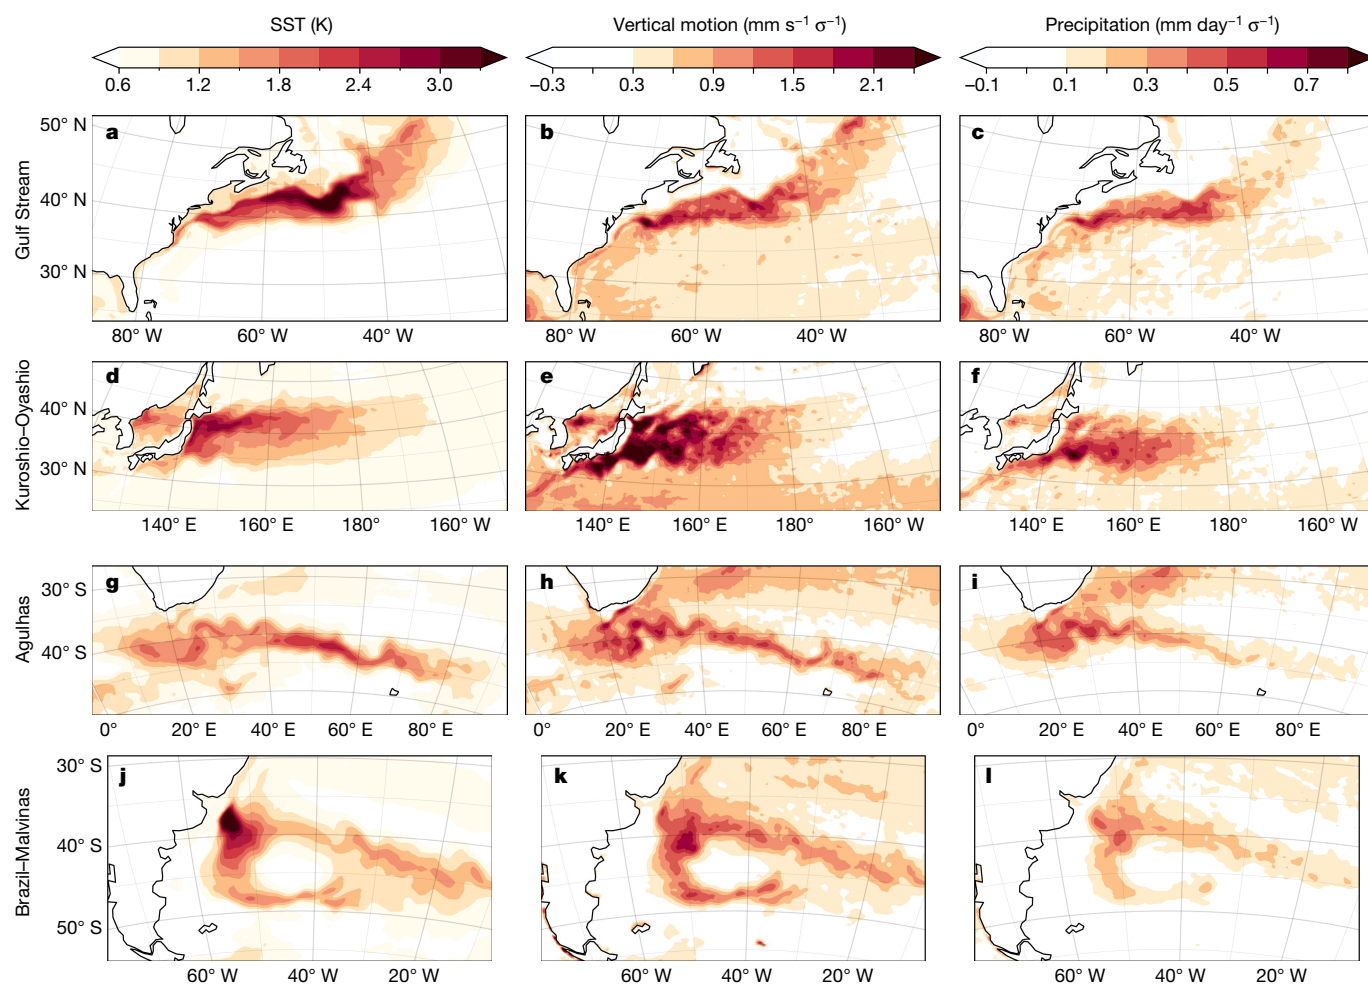 SST (K)
Vertical motion (mm s⁻¹ σ⁻¹)
Precipitation (mm day⁻¹ σ⁻¹)
0.6 1.2 1.8 2.4 3.0
−0.3 0.3 0.9 1.5 2.1
−0.1 0.1 0.3 0.5 0.7
Gulf Stream
50° N
40° N
30° N
a
b
c
80° W 60° W 40° W
80° W 60° W 40° W
80° W 60° W 40° W
Kuroshio–Oyashio
40° N
30° N
d
e
f
140° E 160° E 180° 160° W
140° E 160° E 180° 160° W
140° E 160° E 180° 160° W
Agulhas
30° S
40° S
g
h
i
0° 20° E 40° E 60° E 80° E
0° 20° E 40° E 60° E 80° E
0° 20° E 40° E 60° E 80° E
Brazil–Malvinas
30° S
40° S
50° S
j
k
l
60° W 40° W 20° W
60° W 40° W 20° W
60° W 40° W 20° W